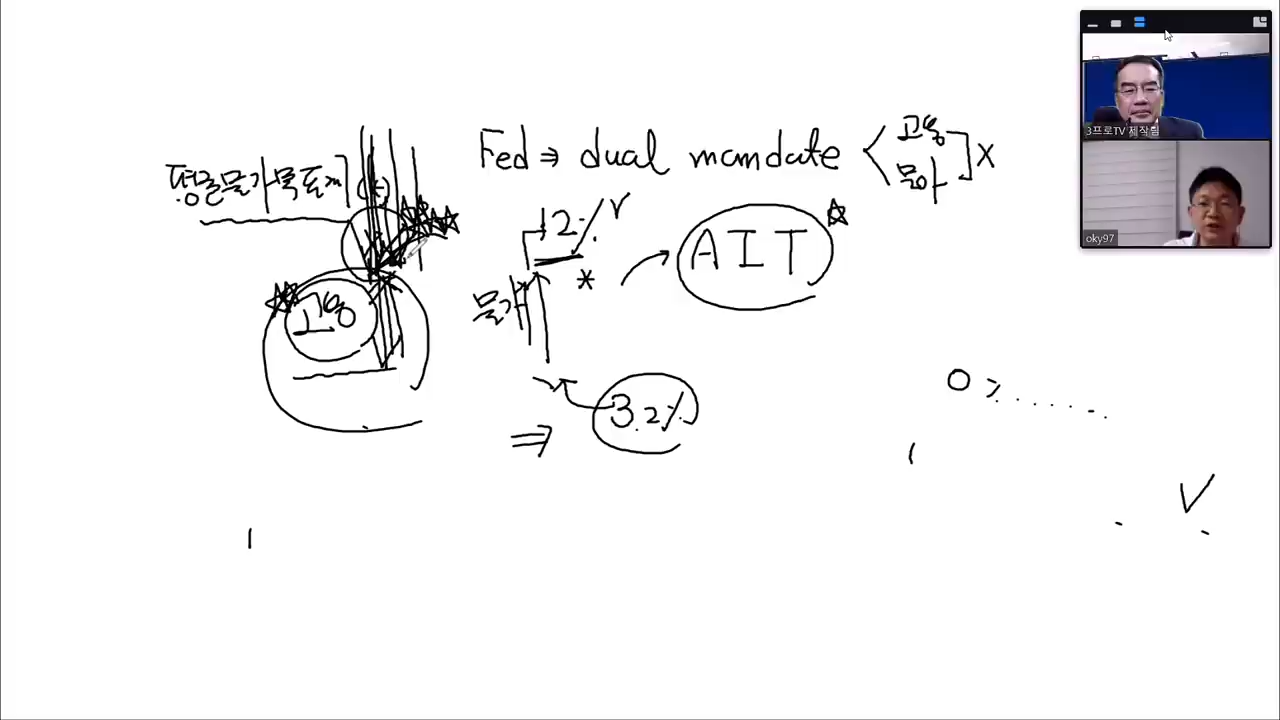 Fed ⇒ dual mandate < 고용
물가 ] X
평균물가목표제 (*)
2%
AIT
고용
물가
3.2%
0%
3프로TV 제작팀
oky97